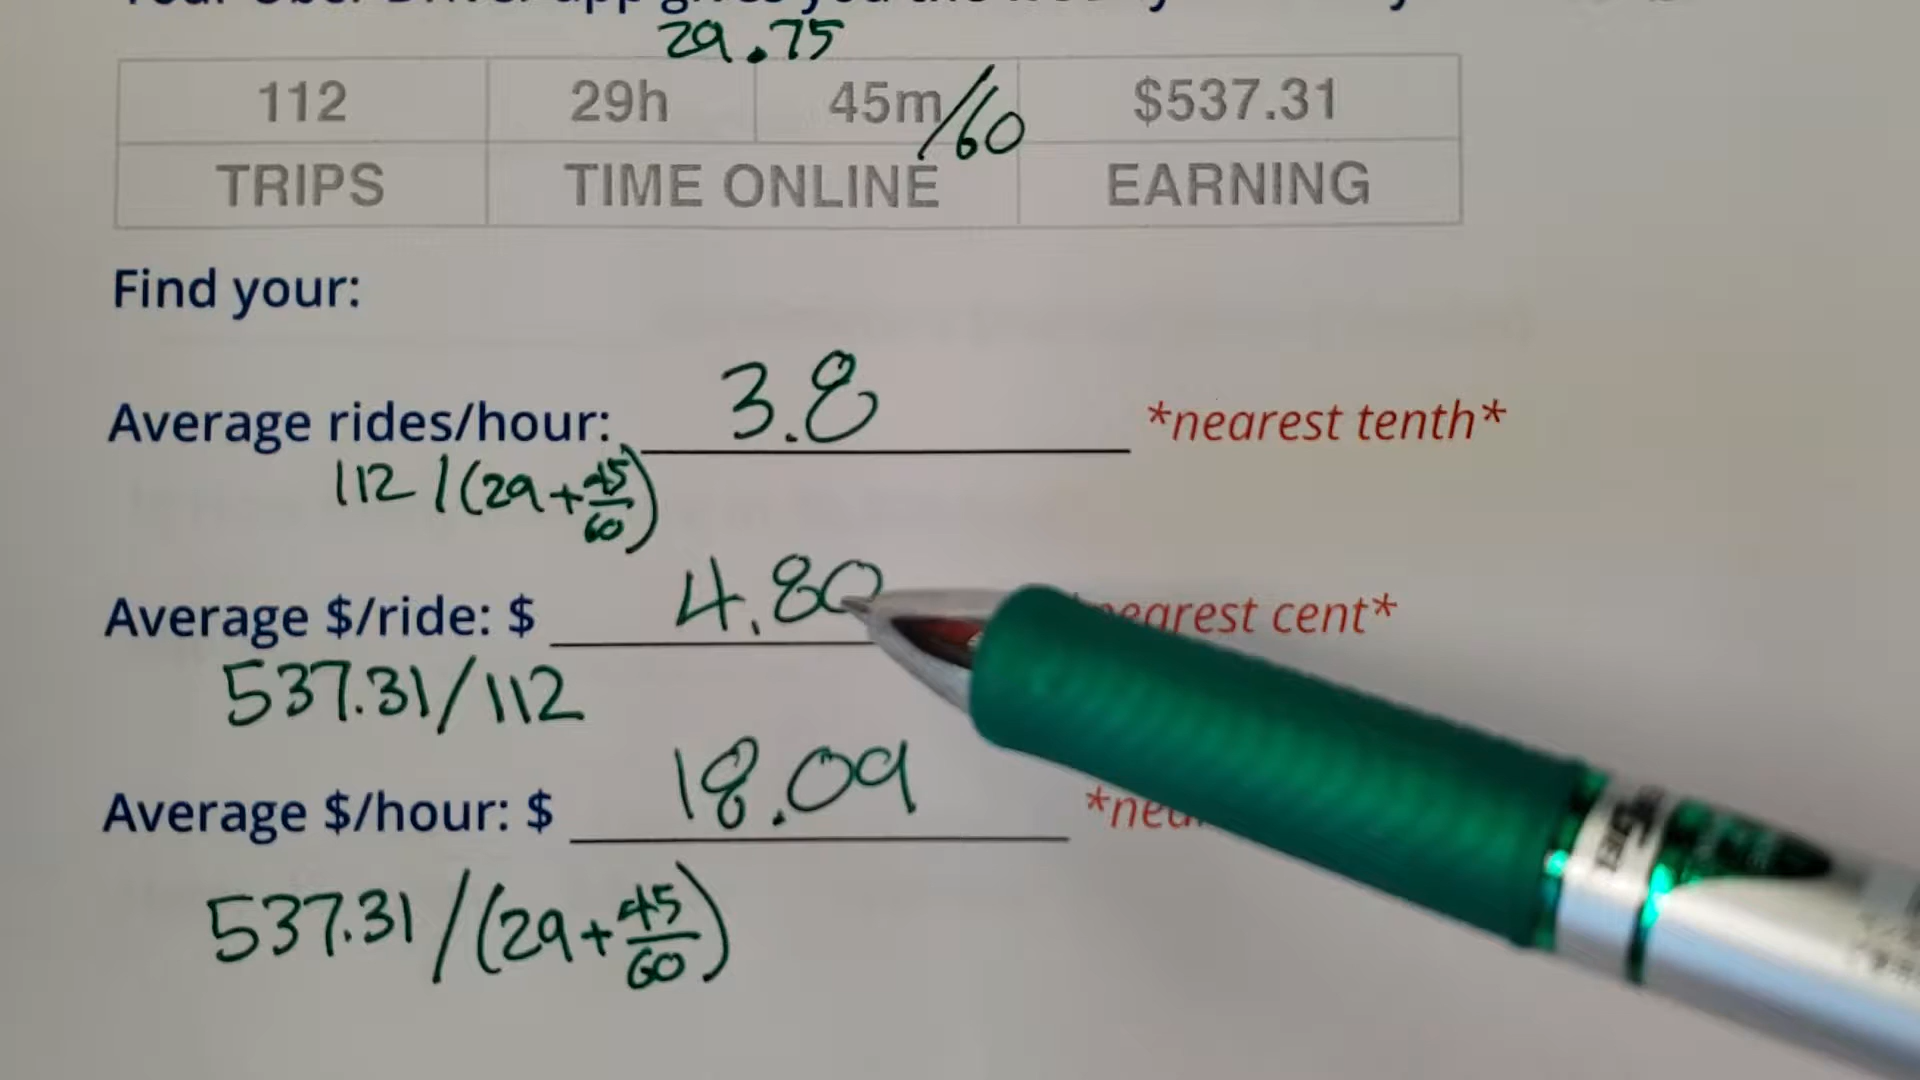 29.75
112 29h 45m/60 $537.31
TRIPS TIME ONLINE EARNING
Find your:
Average rides/hour: 3.8 *nearest tenth*
112/(29+45/60)
Average $/ride: $ 4.80 nearest cent*
537.31/112
Average $/hour: $ 18.09
537.31/(29+45/60)